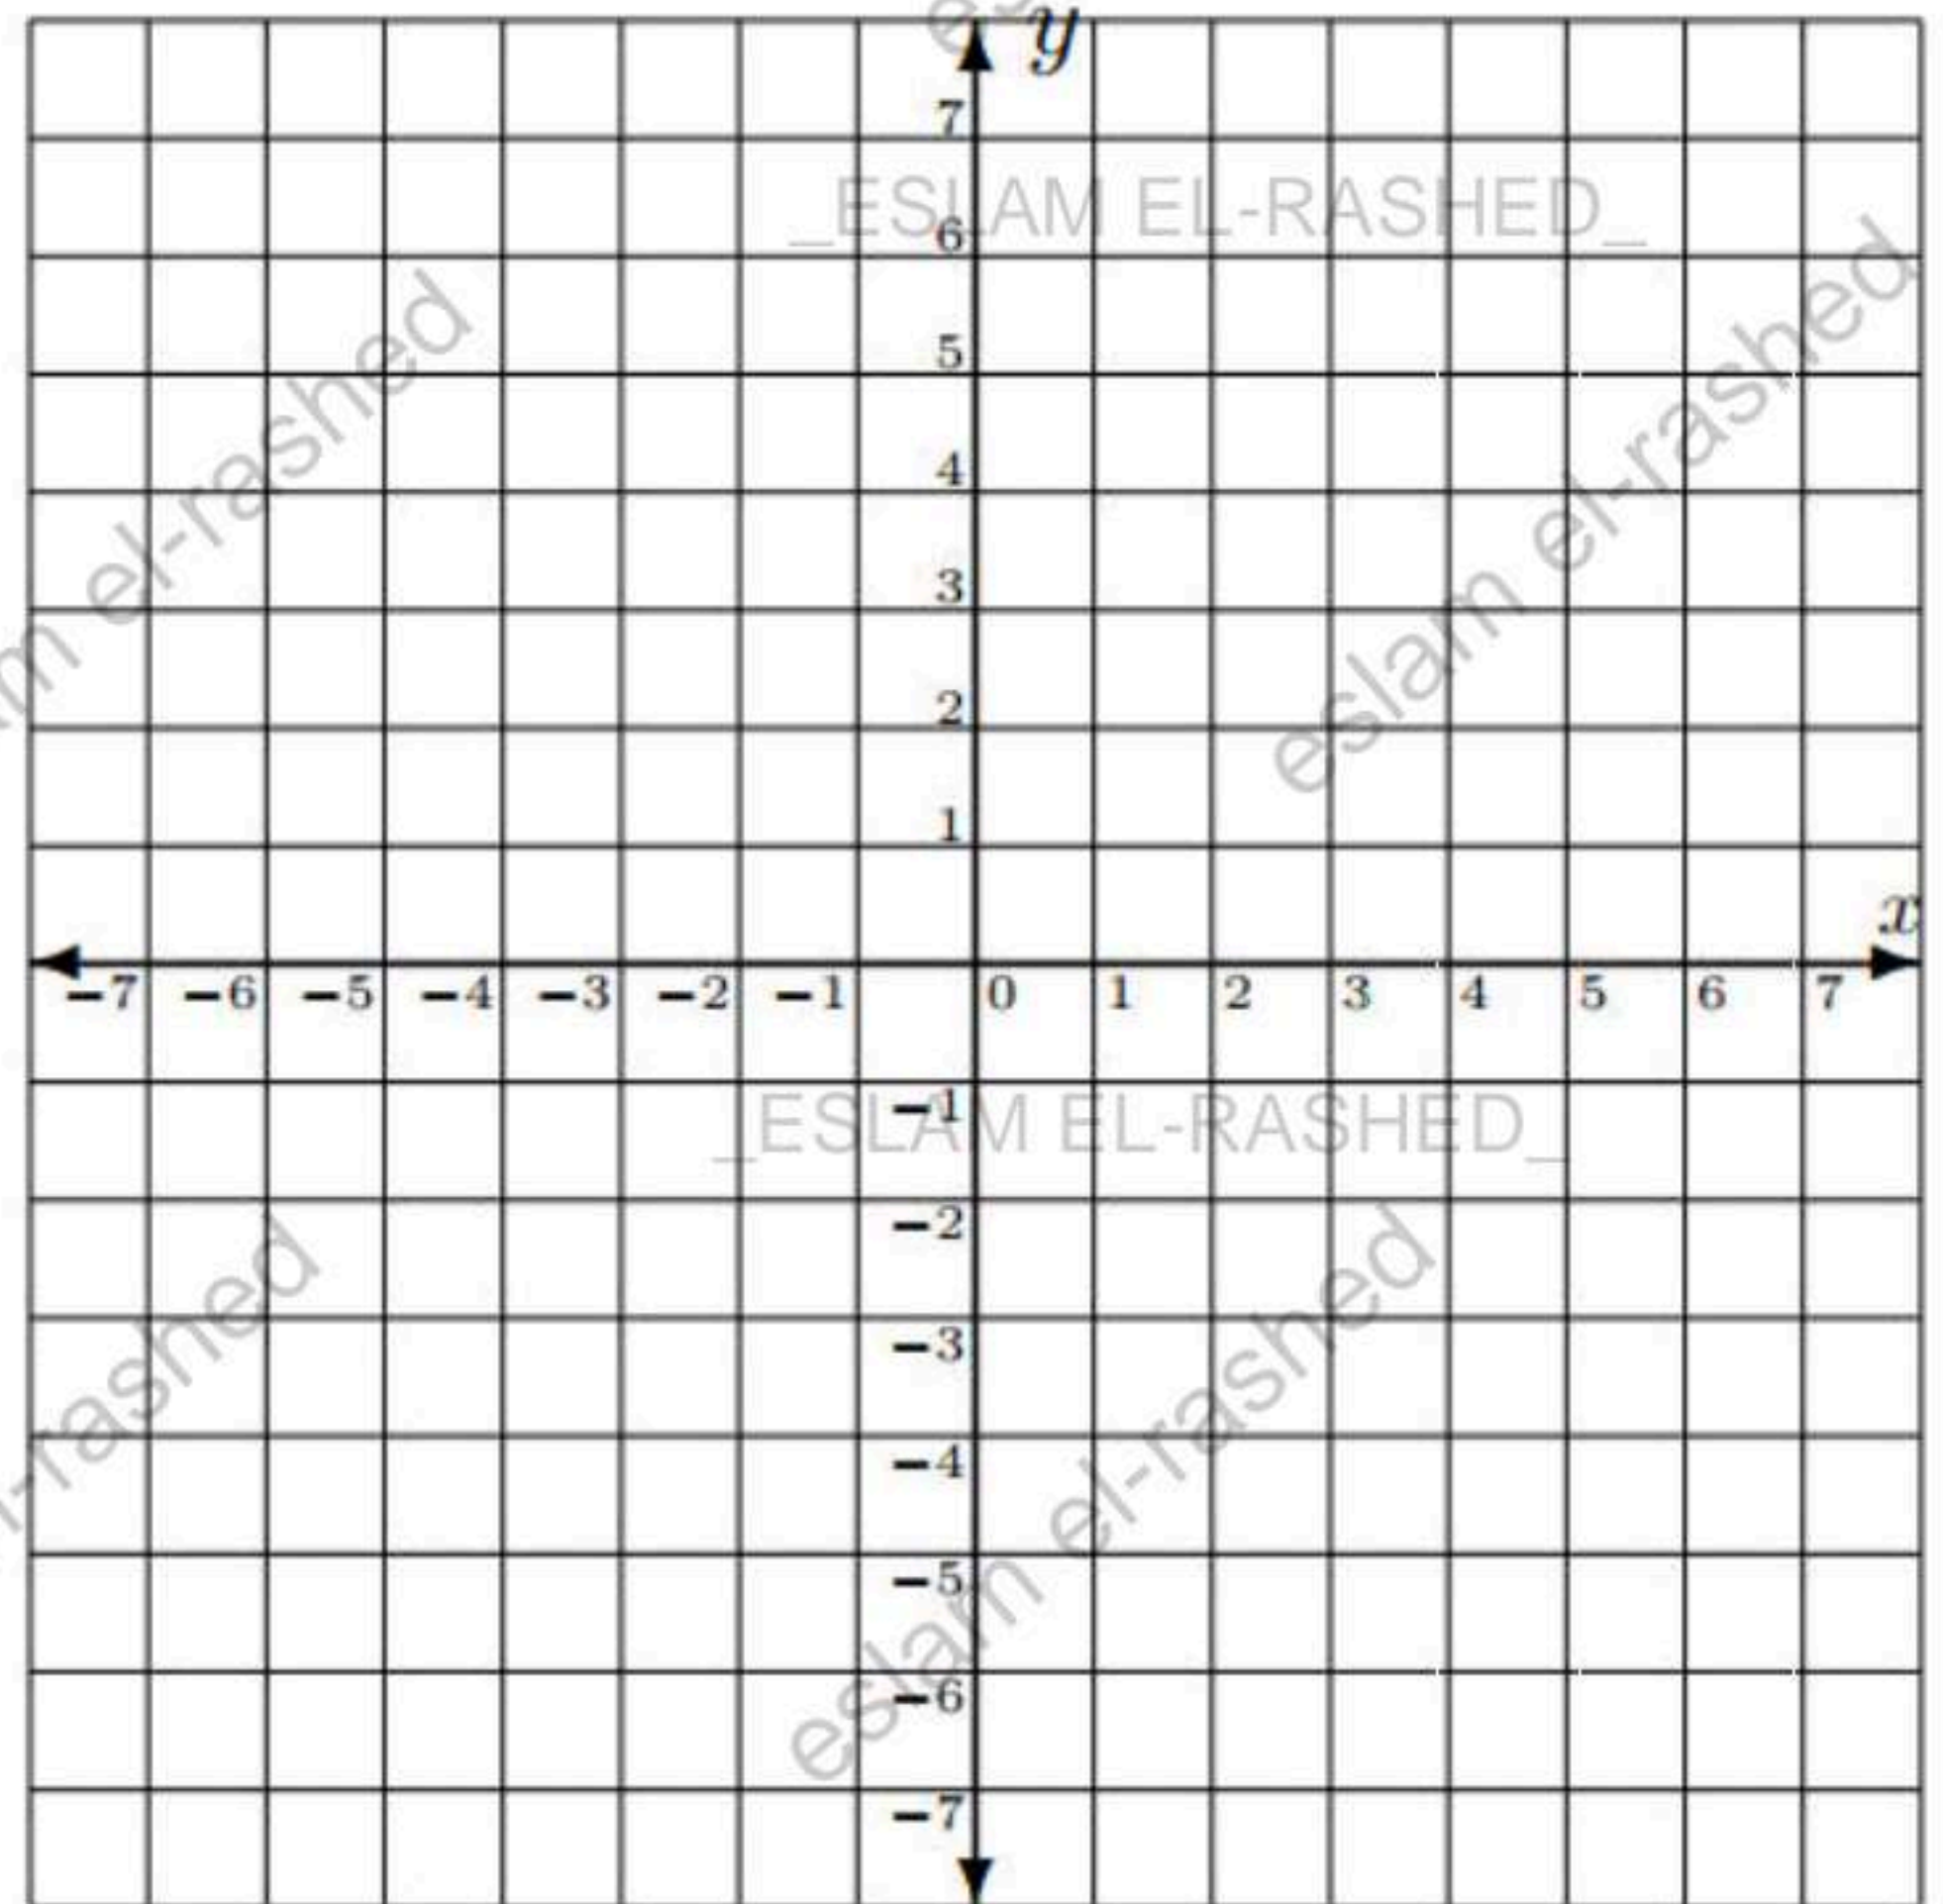 y
7
_ESLAM EL-RASHED_
6
el-rashed
eslam el-rashed
5
4
3
2
1
x
-7 -6 -5 -4 -3 -2 -1 0 1 2 3 4 5 6 7
-1
_ESLAM EL-RASHED_
-2
-3
eslam el-rashed
-4
-5
-6
-7